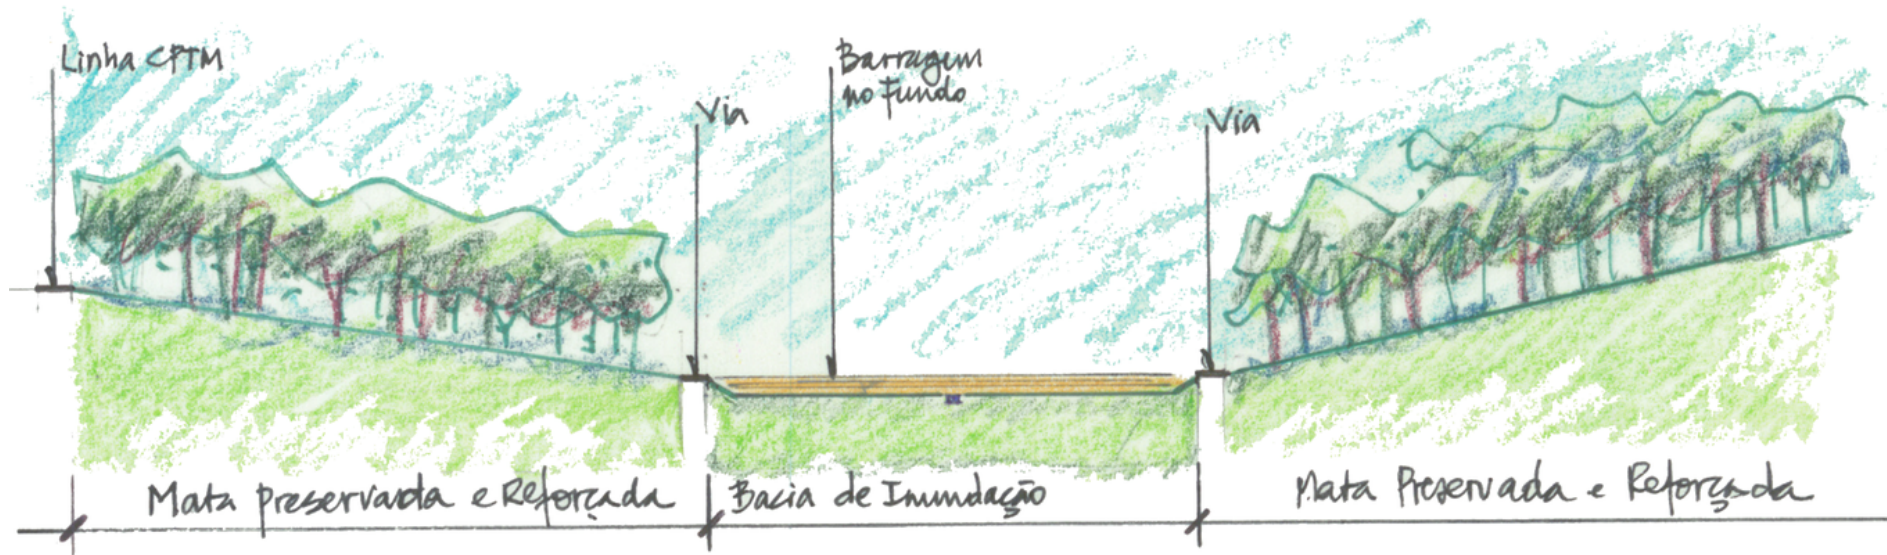 Linha CPTM
Via
Barragem
no Fundo
Via
Mata preservada e Reforçada
Bacia de Inundação
Mata Preservada e Reforçada